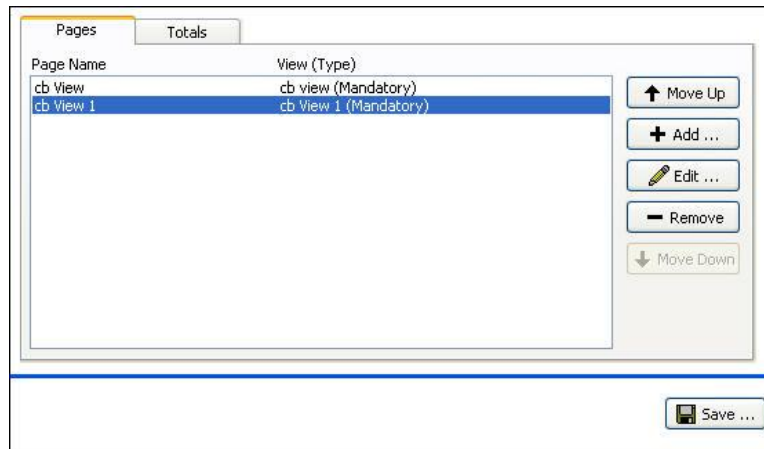 Pages Totals
Page Name View (Type)
cb View cb view (Mandatory)
cb View 1 cb View 1 (Mandatory)
Move Up
Add ...
Edit ...
Remove
Move Down
Save ...